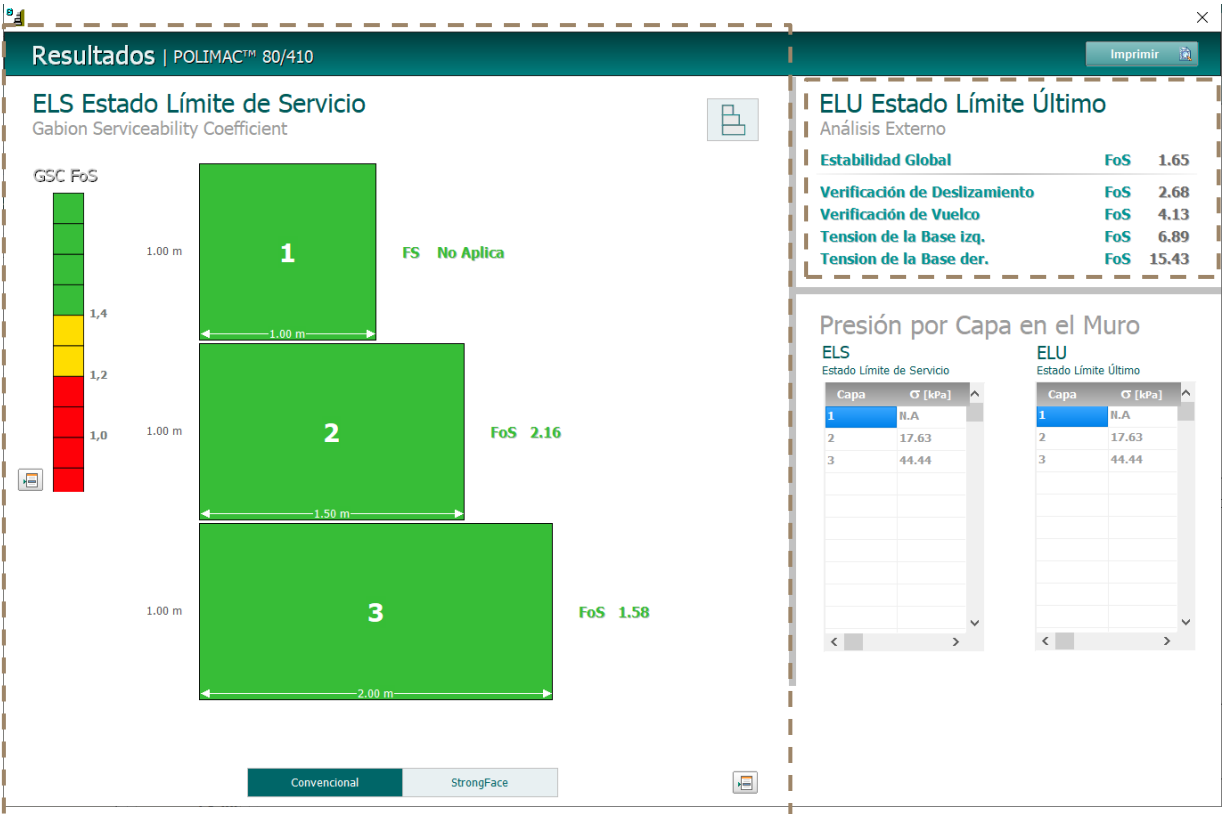 Resultados | POLIMAC™ 80/410
Imprimir
ELS Estado Límite de Servicio
Gabion Serviceability Coefficient
GSC FoS
1,4
1,2
1,0
1.00 m
1
FS No Aplica
1.00 m
1.00 m
2
FoS 2.16
1.50 m
1.00 m
3
FoS 1.58
2.00 m
Convencional
StrongFace
ELU Estado Límite Último
Análisis Externo
Estabilidad Global FoS 1.65
Verificación de Deslizamiento FoS 2.68
Verificación de Vuelco FoS 4.13
Tension de la Base izq. FoS 6.89
Tension de la Base der. FoS 15.43
Presión por Capa en el Muro
ELS
Estado Límite de Servicio
Capa σ [kPa]
1 N.A
2 17.63
3 44.44
ELU
Estado Límite Último
Capa σ [kPa]
1 N.A
2 17.63
3 44.44